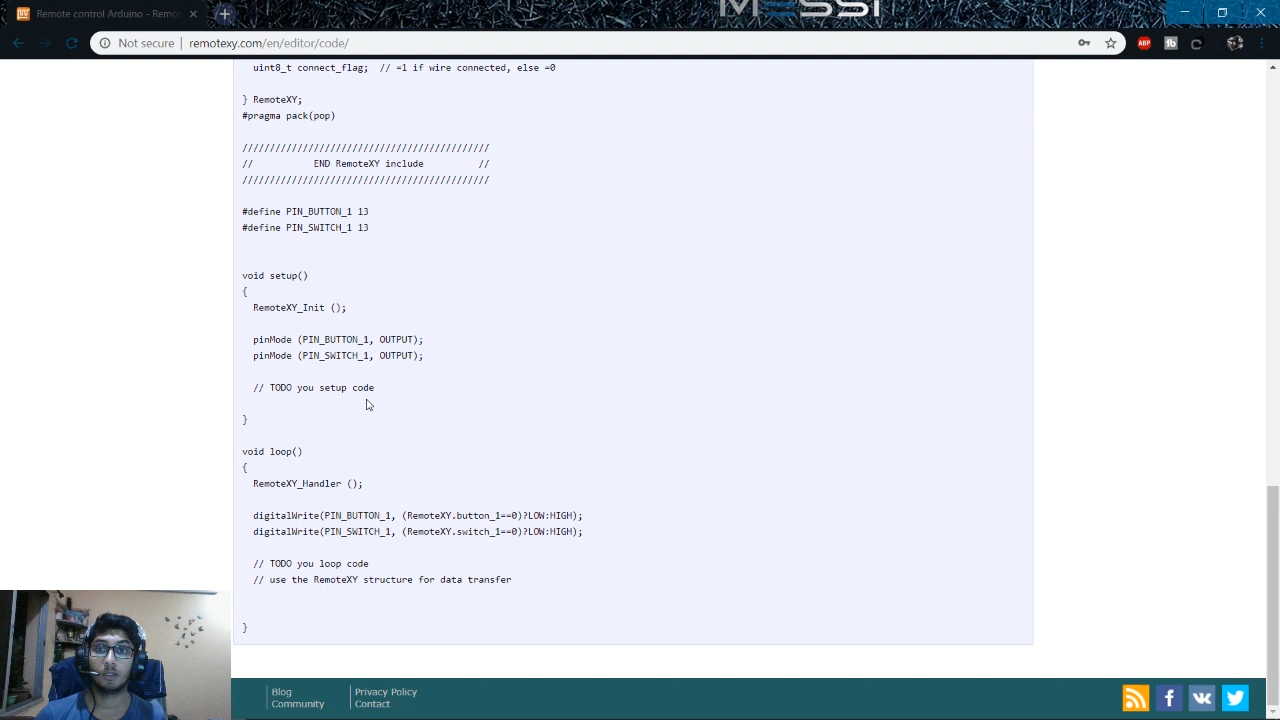 MESSI
Remote control Arduino - Remo
Not secure
remotexy.com/en/editor/code/
ABP
uint8_t connect_flag;  // =1 if wire connected, else =0
} RemoteXY;
#pragma pack(pop)
/////////////////////////////////////////////
//           END RemoteXY include          //
/////////////////////////////////////////////
#define PIN_BUTTON_1 13
#define PIN_SWITCH_1 13
void setup()
{
RemoteXY_Init ();
pinMode (PIN_BUTTON_1, OUTPUT);
pinMode (PIN_SWITCH_1, OUTPUT);
// TODO you setup code
}
void loop()
{
RemoteXY_Handler ();
digitalWrite(PIN_BUTTON_1, (RemoteXY.button_1==0)?LOW:HIGH);
digitalWrite(PIN_SWITCH_1, (RemoteXY.switch_1==0)?LOW:HIGH);
// TODO you loop code
// use the RemoteXY structure for data transfer
}
Blog
Community
Privacy Policy
Contact